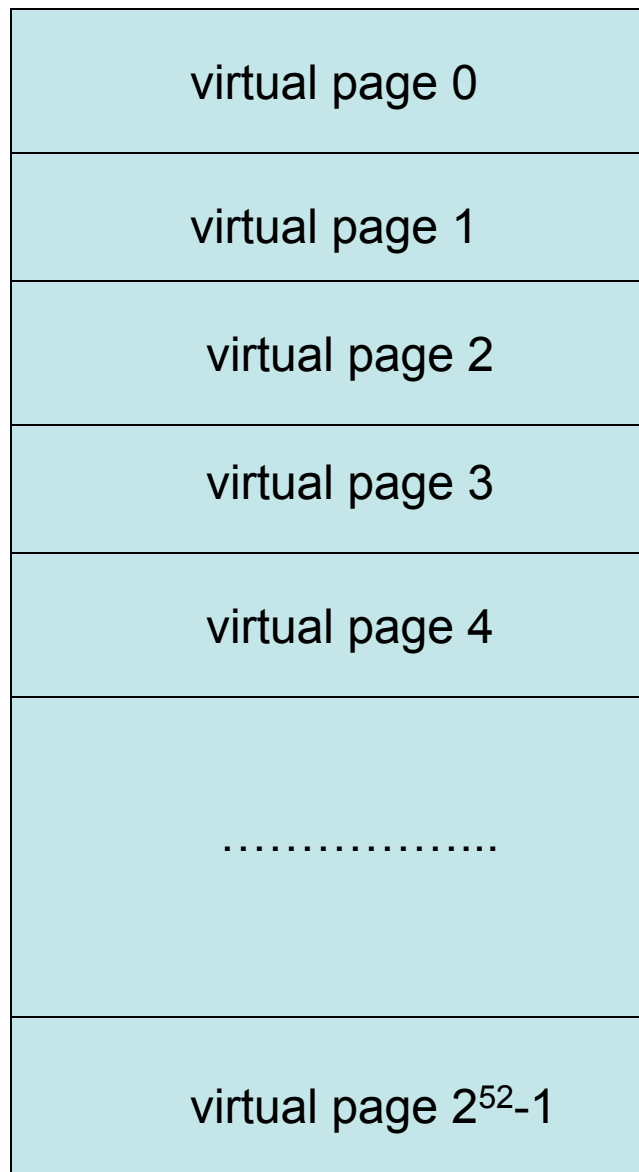 virtual page 0
virtual page 1
virtual page 2
virtual page 3
virtual page 4
………………...
virtual page 2⁵²-1